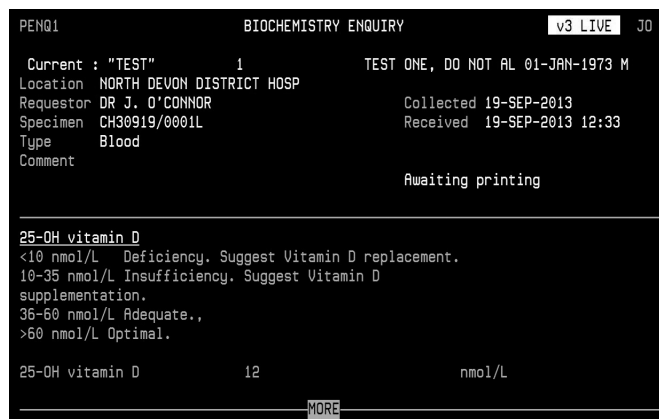 PENQ1 BIOCHEMISTRY ENQUIRY v3 LIVE JO
Current : "TEST" 1 TEST ONE, DO NOT AL 01-JAN-1973 M
Location NORTH DEVON DISTRICT HOSP
Requestor DR J. O'CONNOR Collected 19-SEP-2013
Specimen CH30919/0001L Received 19-SEP-2013 12:33
Type Blood
Comment
Awaiting printing
25-OH vitamin D
<10 nmol/L Deficiency. Suggest Vitamin D replacement.
10-35 nmol/L Insufficiency. Suggest Vitamin D
supplementation.
36-60 nmol/L Adequate.,
>60 nmol/L Optimal.
25-OH vitamin D 12 nmol/L
MORE